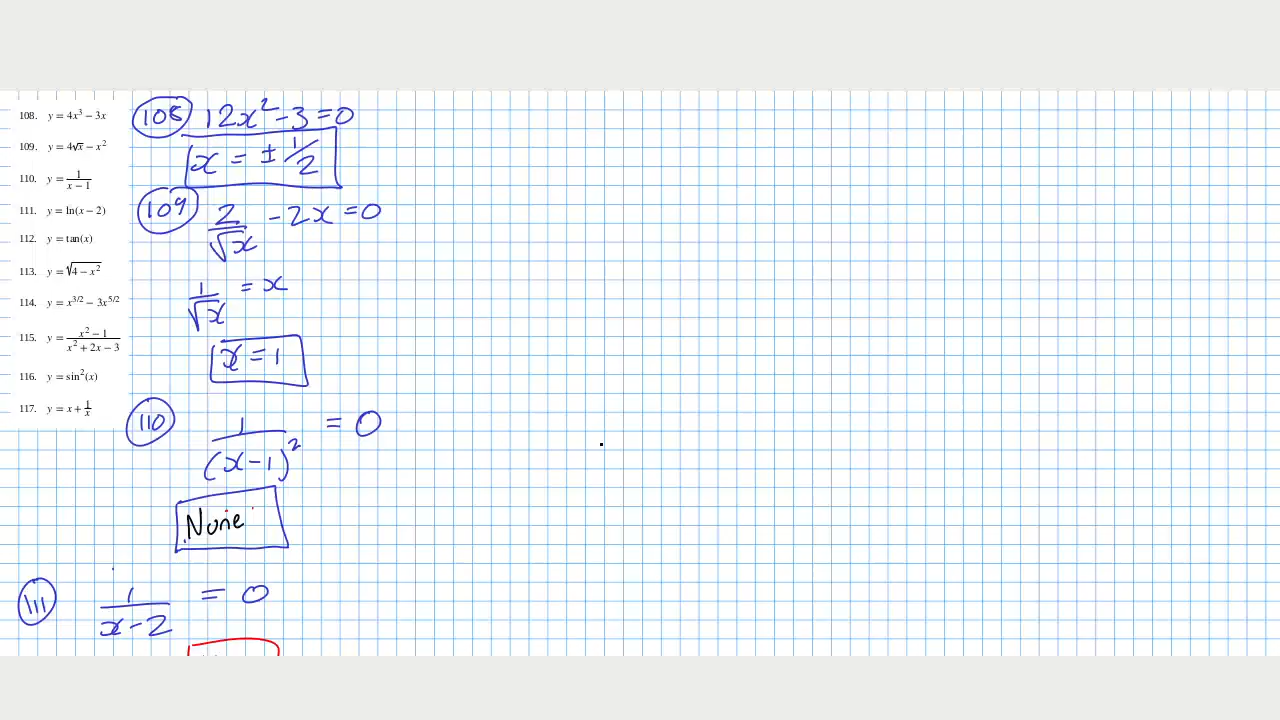 108. y = 4x³ − 3x
109. y = 4√x − x²
110. y = 1/(x − 1)
111. y = ln(x − 2)
112. y = tan(x)
113. y = √(4 − x²)
114. y = x^(3/2) − 3x^(5/2)
115. y = (x² − 1)/(x² + 2x − 3)
116. y = sin²(x)
117. y = x + 1/x
108 12x² − 3 = 0
x = ± 1/2
109 2/√x − 2x = 0
1/√x = x
x = 1
110 1/(x − 1)² = 0
None
111 1/(x − 2) = 0